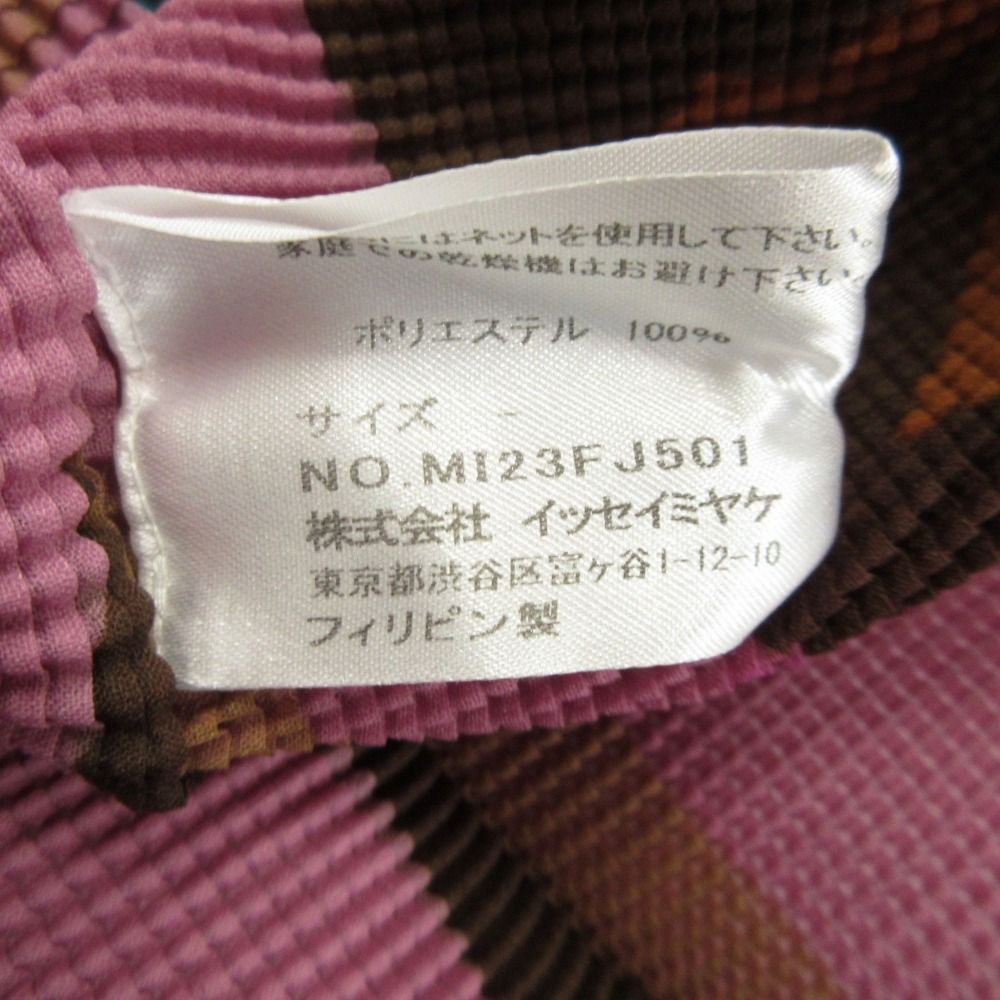 はネットを使用して下さい。
家庭での乾燥機はお避け下さい
ポリエステル 100%
サイズ -
NO.MI23FJ501
株式会社 イッセイミヤケ
東京都渋谷区富ヶ谷1-12-10
フィリピン製